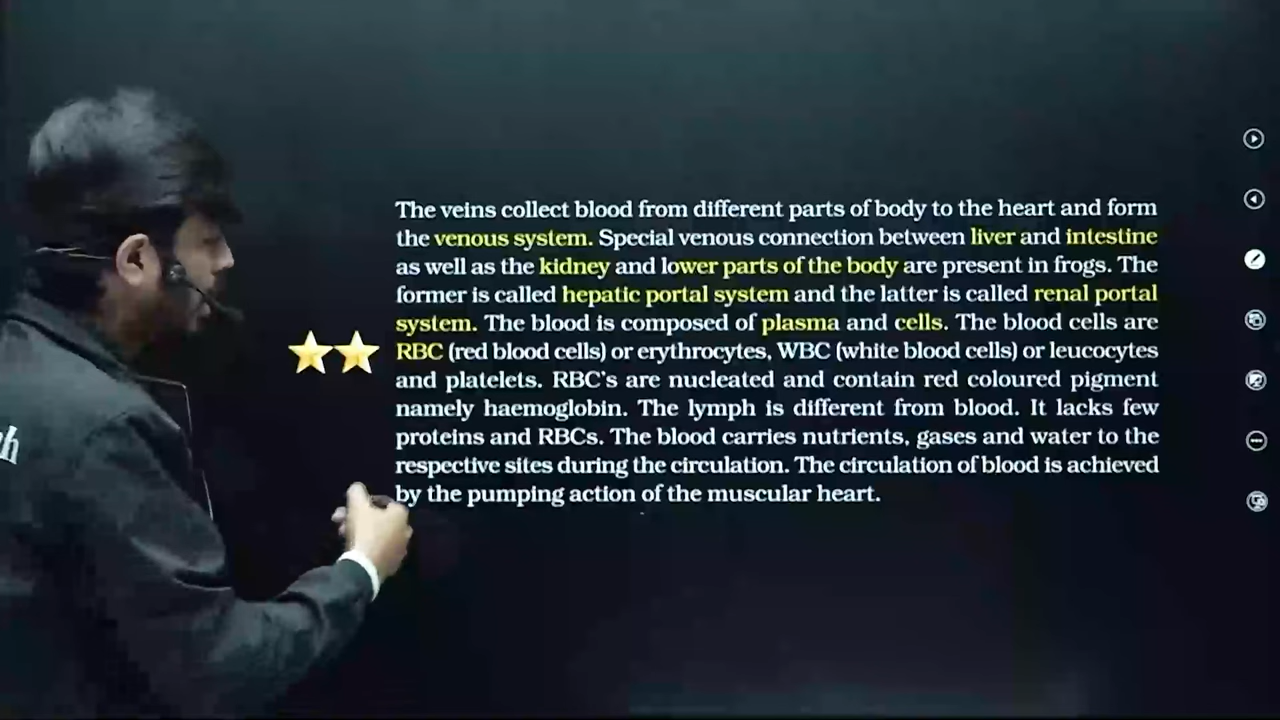 The veins collect blood from different parts of body to the heart and form
the venous system. Special venous connection between liver and intestine
as well as the kidney and lower parts of the body are present in frogs. The
former is called hepatic portal system and the latter is called renal portal
system. The blood is composed of plasma and cells. The blood cells are
RBC (red blood cells) or erythrocytes, WBC (white blood cells) or leucocytes
and platelets. RBC's are nucleated and contain red coloured pigment
namely haemoglobin. The lymph is different from blood. It lacks few
proteins and RBCs. The blood carries nutrients, gases and water to the
respective sites during the circulation. The circulation of blood is achieved
by the pumping action of the muscular heart.